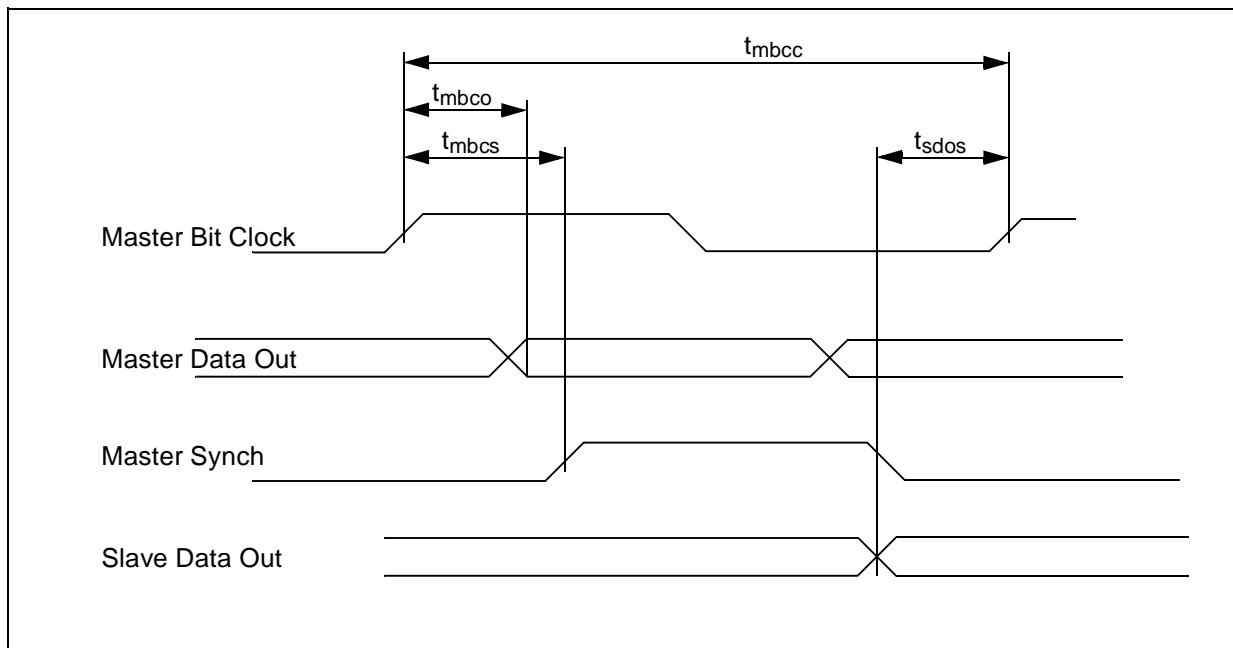 tmbcc
tmbco
tmbcs
tsdos
Master Bit Clock
Master Data Out
Master Synch
Slave Data Out